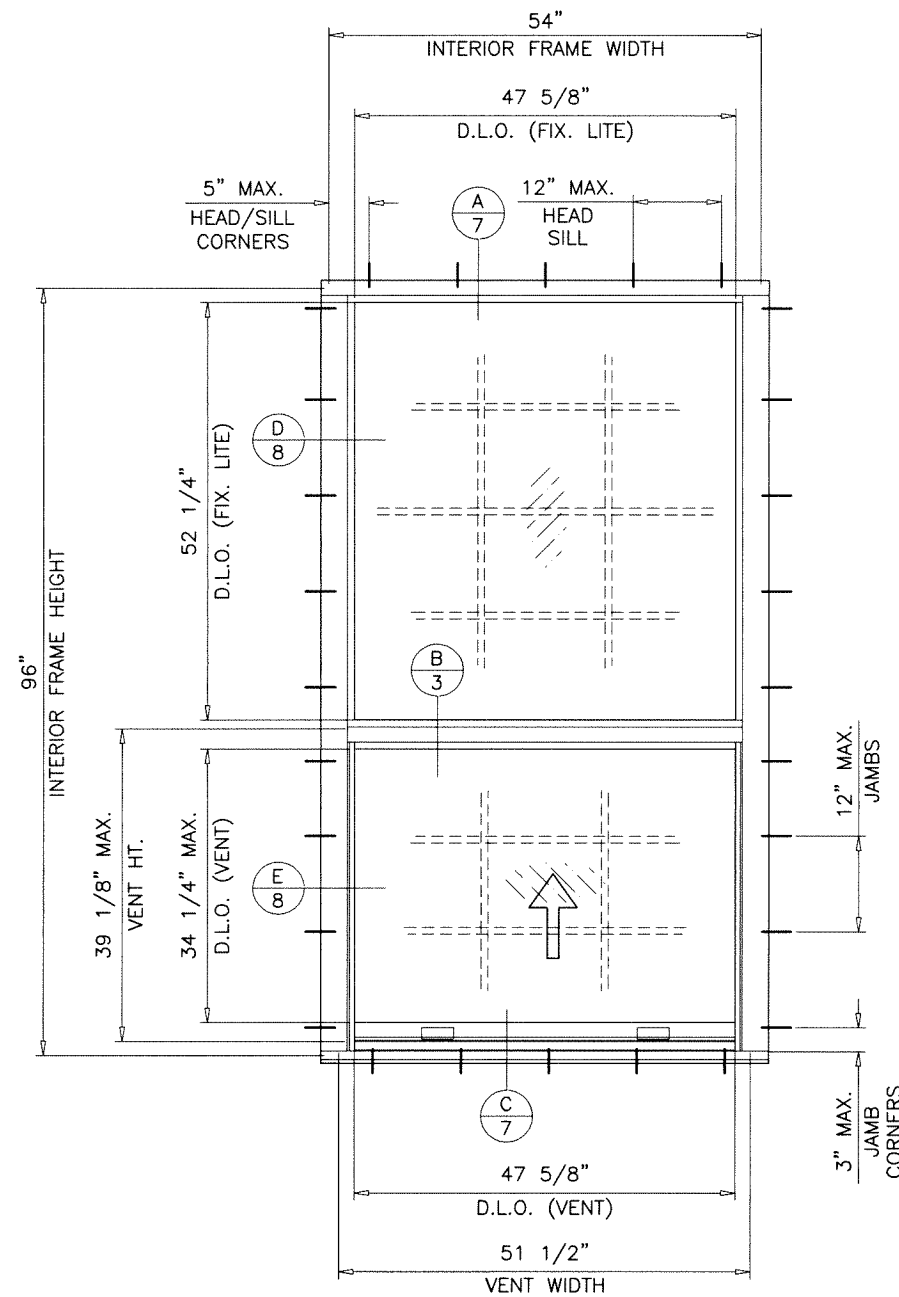 54"
INTERIOR FRAME WIDTH
47 5/8"
D.L.O. (FIX. LITE)
5" MAX.
HEAD/SILL
CORNERS
A
7
12" MAX.
HEAD
SILL
D
8
52 1/4"
D.L.O. (FIX. LITE)
96"
INTERIOR FRAME HEIGHT
B
3
39 1/8" MAX.
VENT HT.
34 1/4" MAX.
D.L.O. (VENT)
E
8
12" MAX.
JAMBS
3" MAX.
JAMB
CORNERS
C
7
47 5/8"
D.L.O. (VENT)
51 1/2"
VENT WIDTH